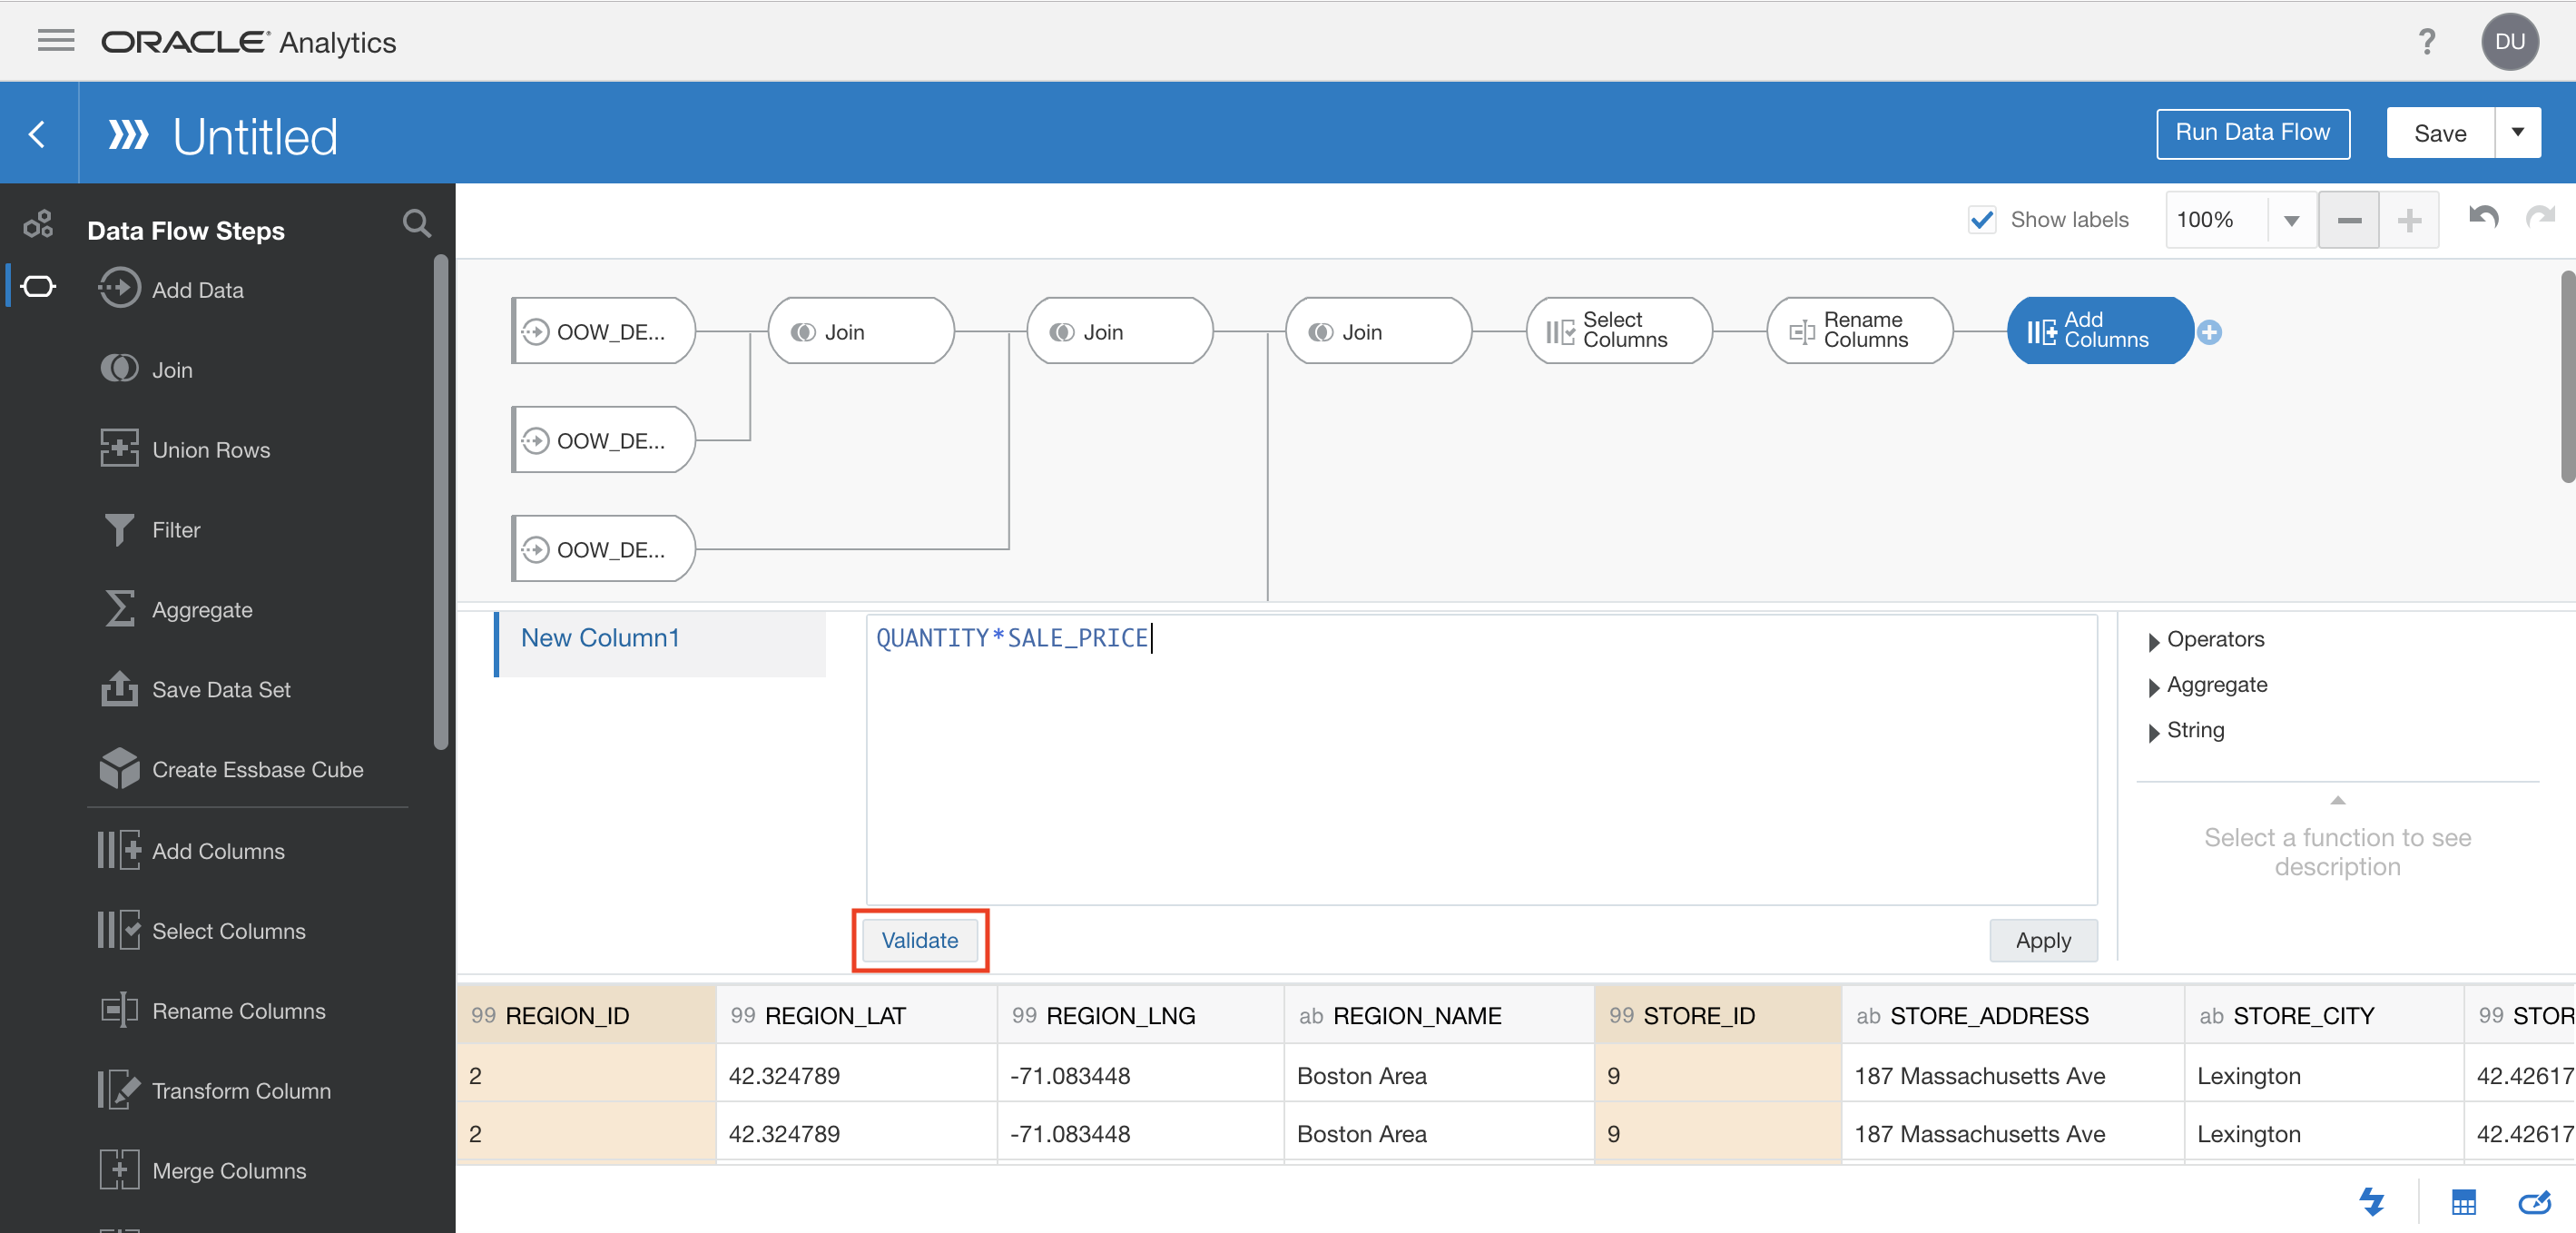 ORACLE® Analytics
?
DU
Untitled
Run Data Flow
Save
Data Flow Steps
Add Data
Join
Union Rows
Filter
Aggregate
Save Data Set
Create Essbase Cube
Add Columns
Select Columns
Rename Columns
Transform Column
Merge Columns
Show labels
100%
OOW_DE...
Join
Join
Join
Select
Columns
Rename
Columns
Add
Columns
OOW_DE...
OOW_DE...
New Column1
QUANTITY*SALE_PRICE
Operators
Aggregate
String
Select a function to see
description
Validate
Apply
99 REGION_ID 99 REGION_LAT 99 REGION_LNG ab REGION_NAME 99 STORE_ID ab STORE_ADDRESS ab STORE_CITY 99 STOR
2 42.324789 -71.083448 Boston Area 9 187 Massachusetts Ave Lexington 42.42617
2 42.324789 -71.083448 Boston Area 9 187 Massachusetts Ave Lexington 42.42617